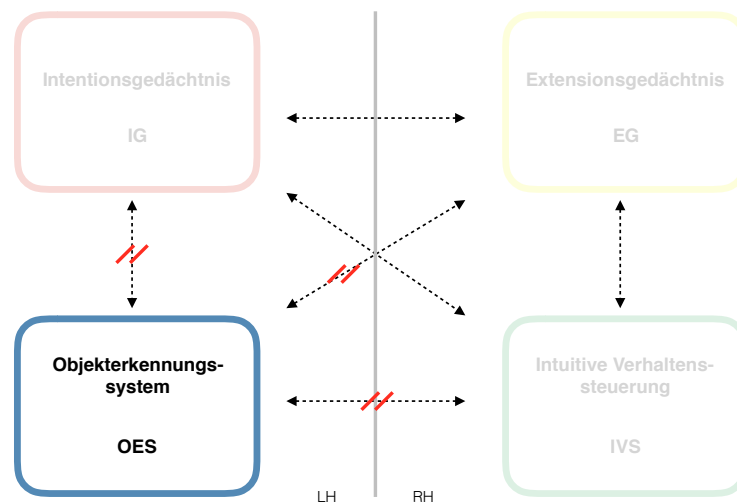 Intentionsgedächtnis
IG
Extensionsgedächtnis
EG
Objekterkennungs-
system
OES
Intuitive Verhaltens-
steuerung
IVS
LH
RH